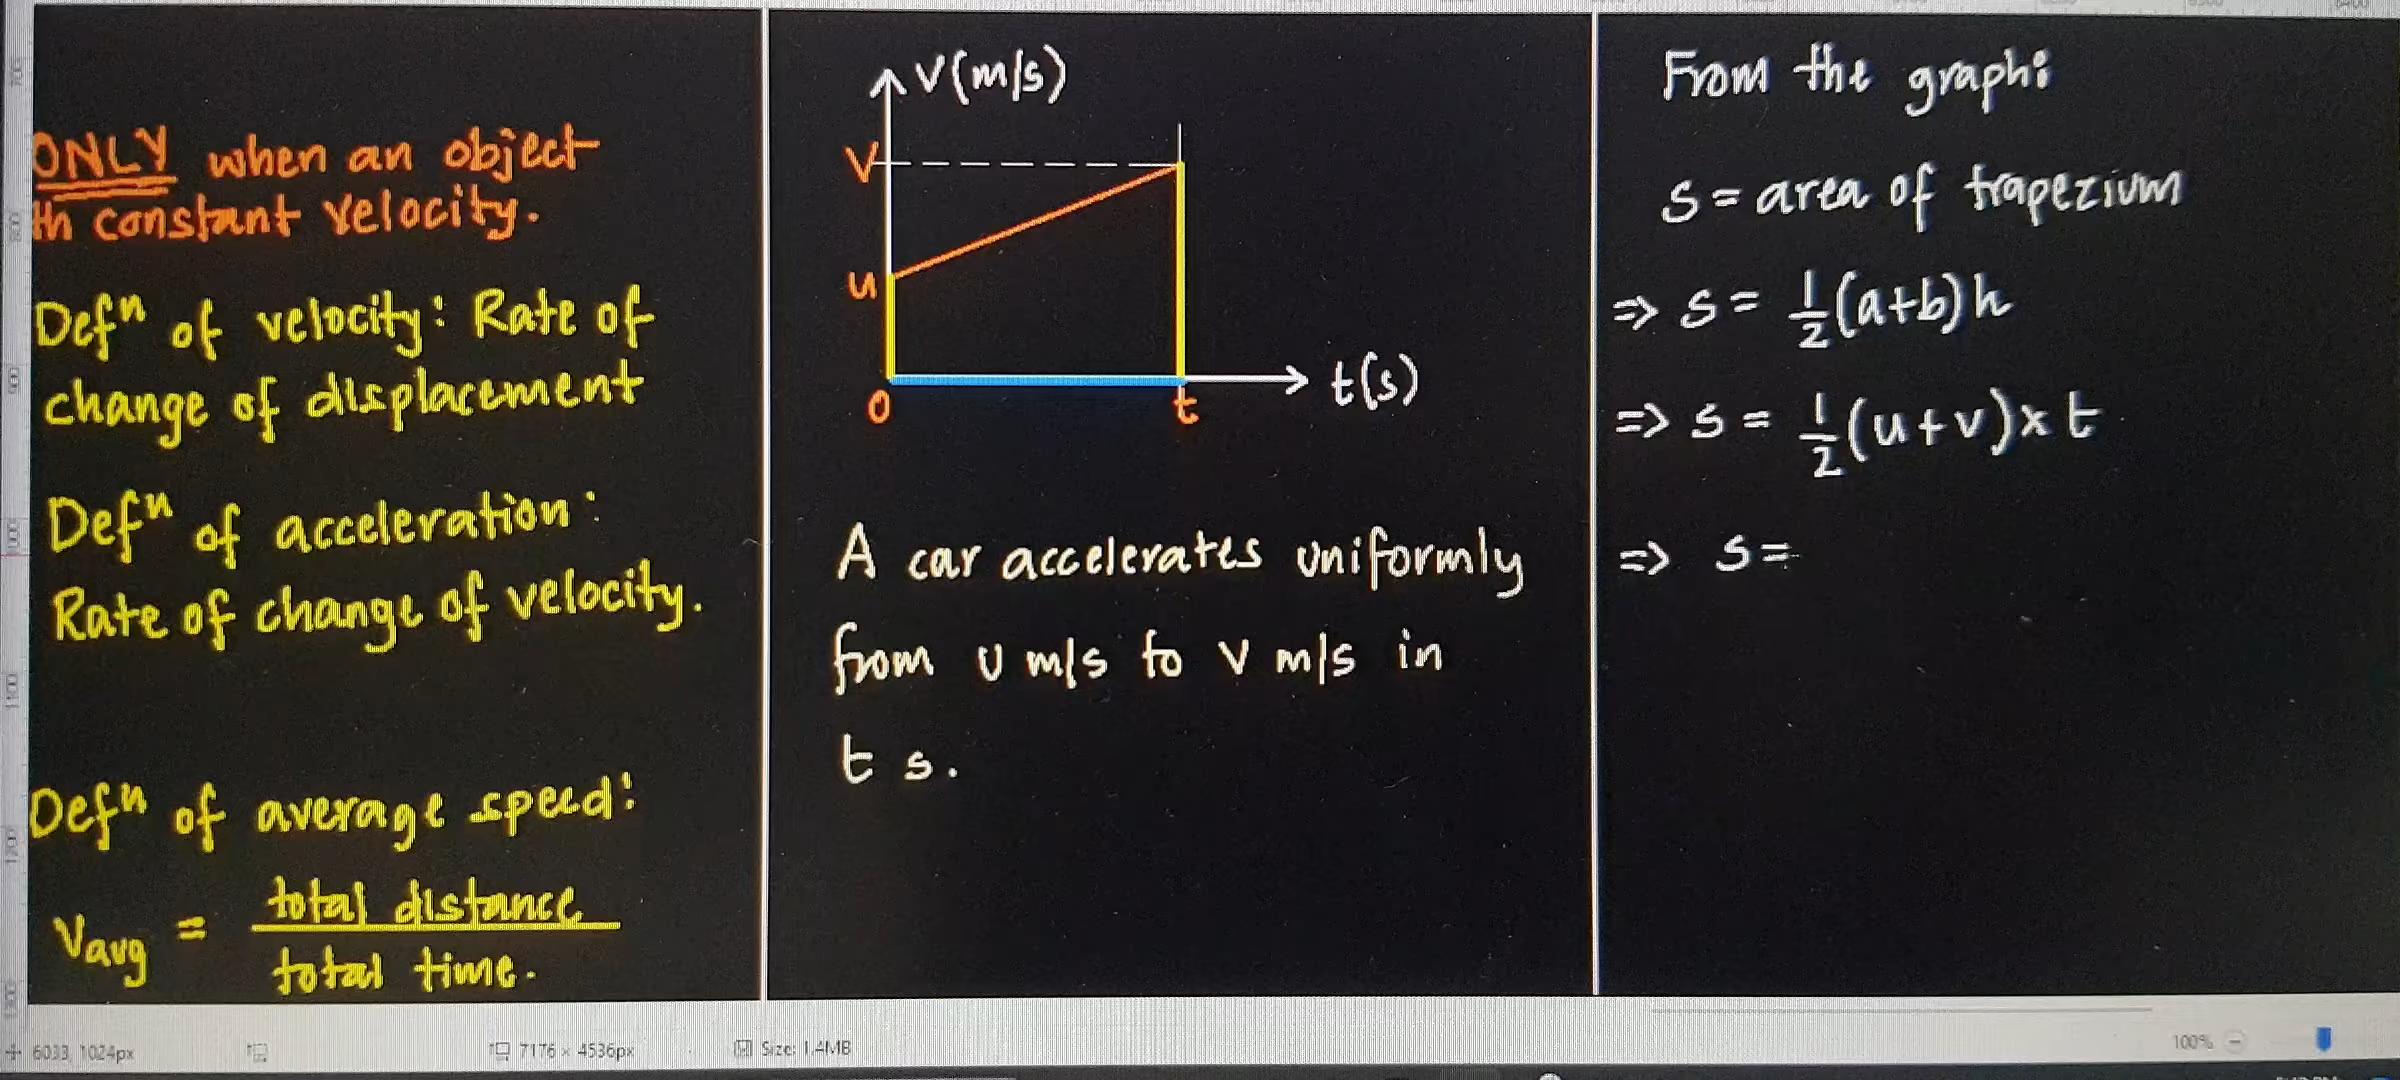 ONLY when an object
th constant velocity.
Defⁿ of velocity: Rate of
change of displacement
Defⁿ of acceleration:
Rate of change of velocity.
Defⁿ of average speed:
Vavg = total distance
total time.
V(m/s)
V
u
0
t
t(s)
A car accelerates uniformly
from u m/s to v m/s in
t s.
From the graph:
s = area of trapezium
⇒ s = 1/2(a+b)h
⇒ s = 1/2(u+v)×t
⇒ s =
6033, 1024px
7176 × 4536px
Size: 1.4MB
100%